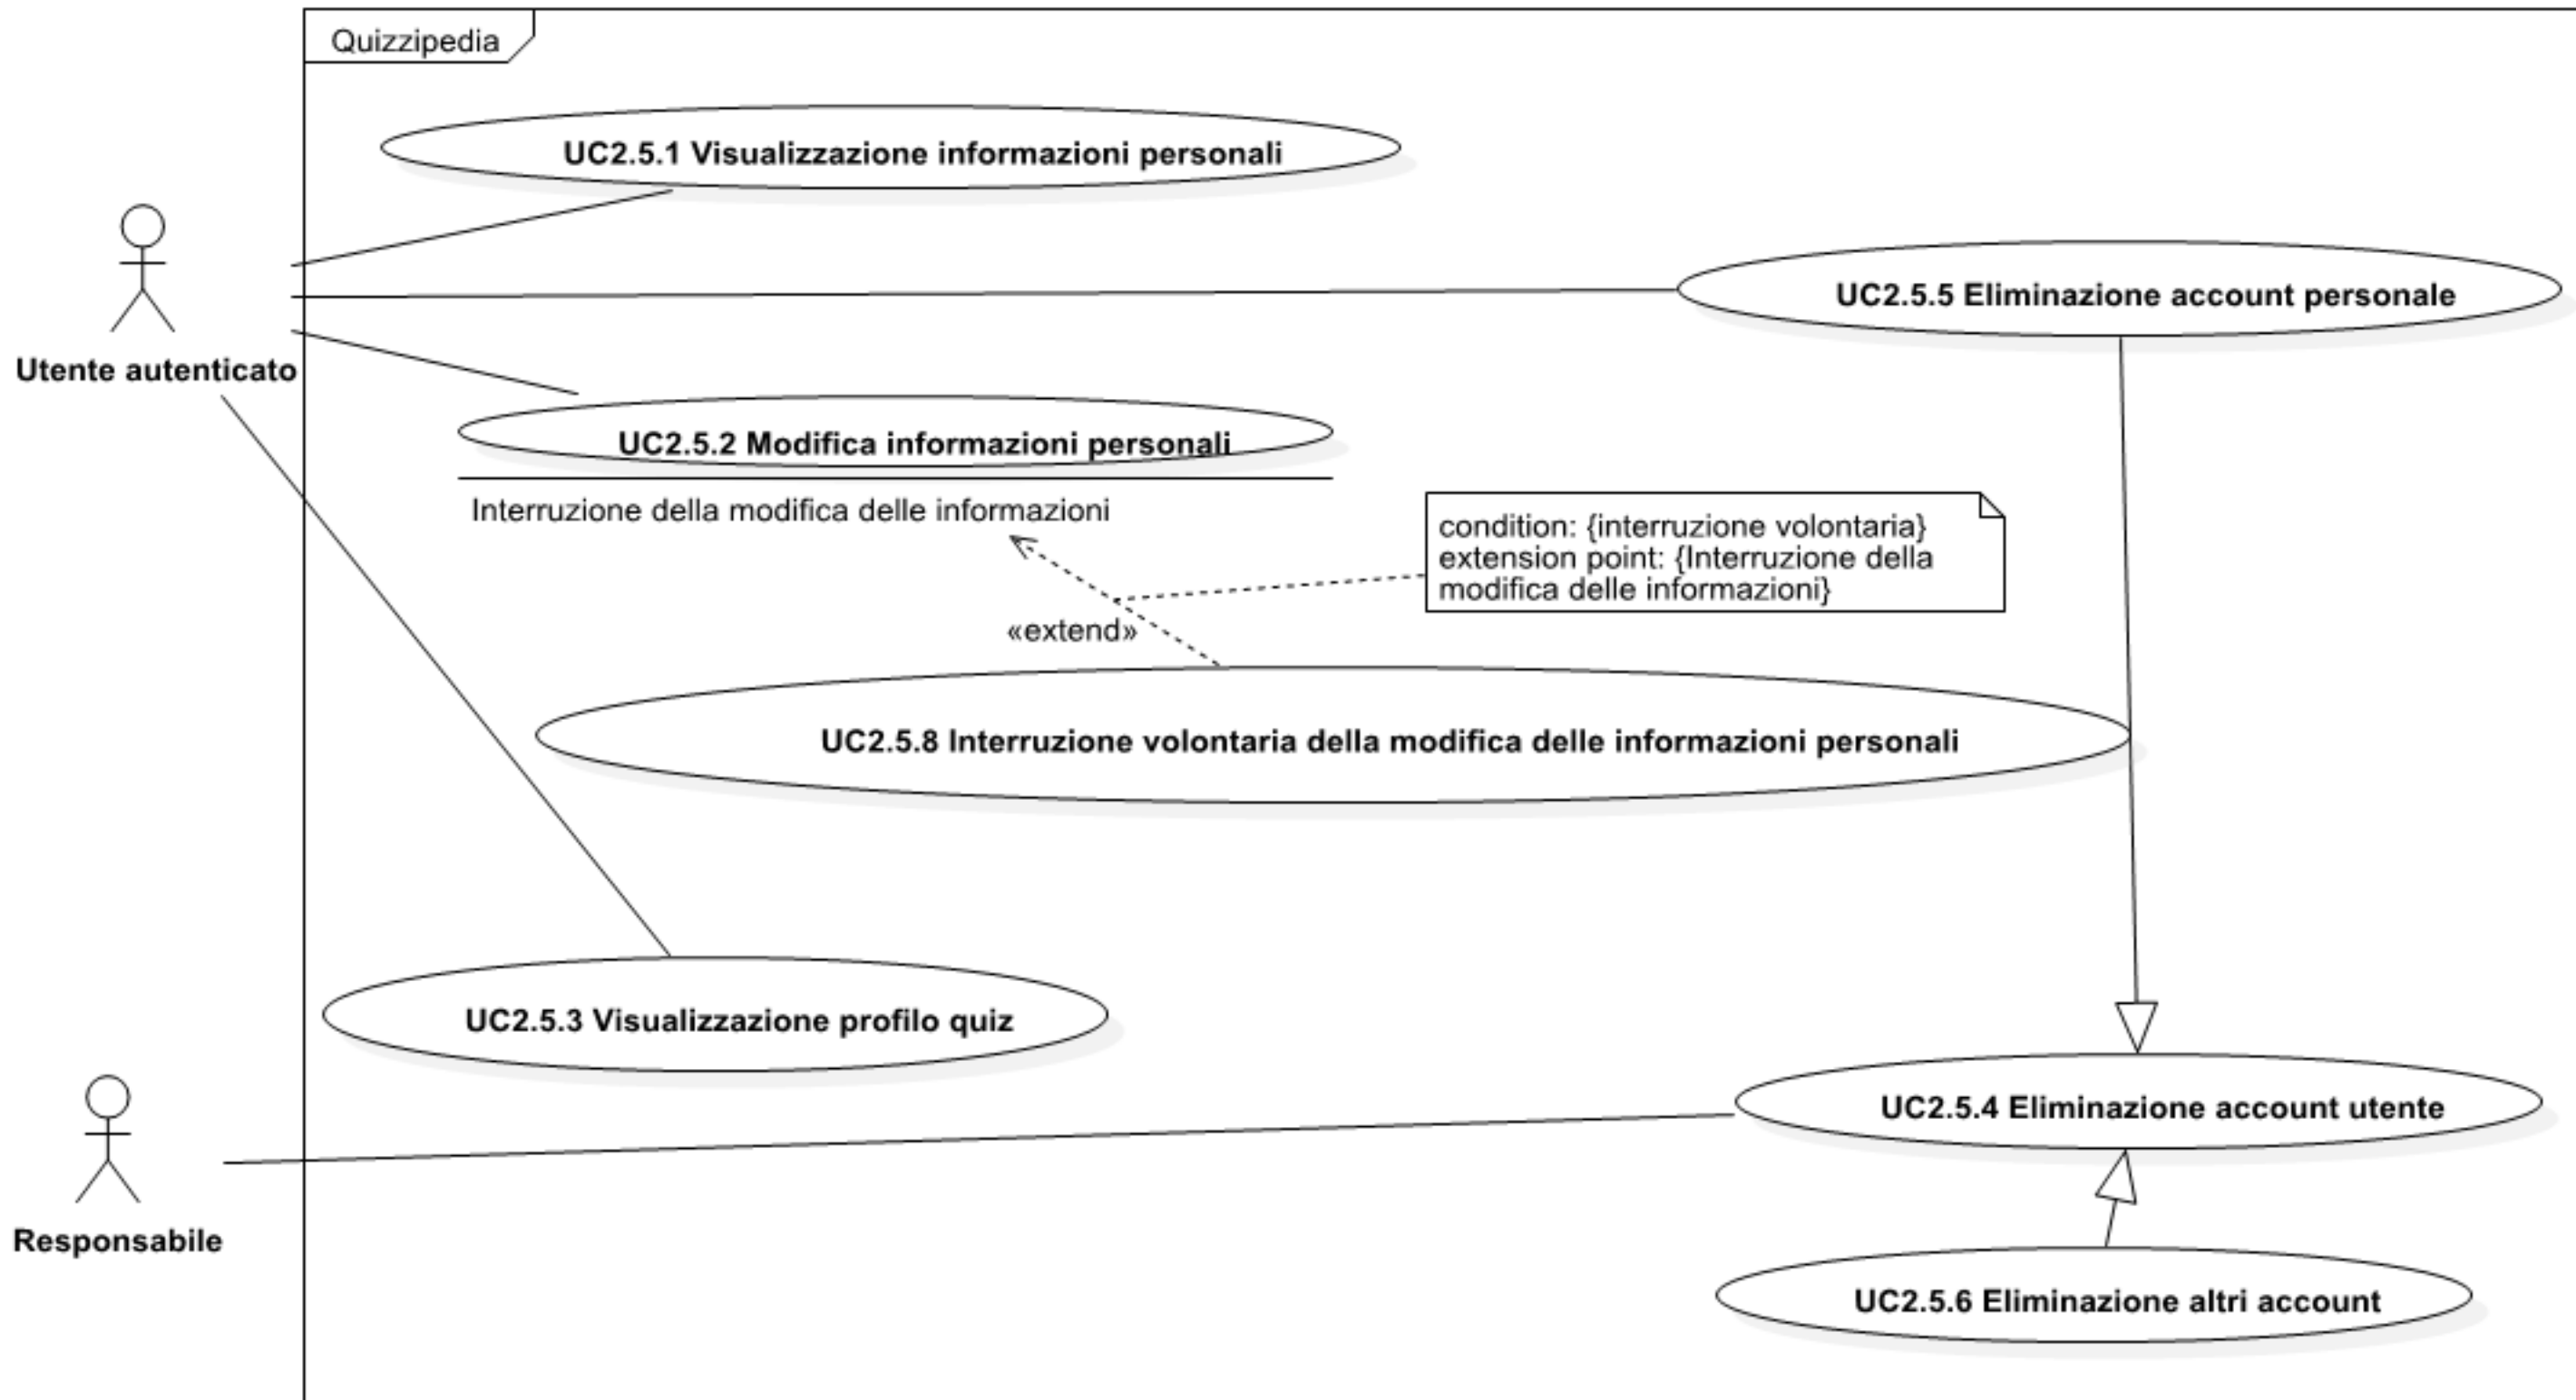 Quizzipedia
UC2.5.1 Visualizzazione informazioni personali
UC2.5.5 Eliminazione account personale
Utente autenticato
UC2.5.2 Modifica informazioni personali
Interruzione della modifica delle informazioni
condition: {interruzione volontaria}
extension point: {Interruzione della
modifica delle informazioni}
«extend»
UC2.5.8 Interruzione volontaria della modifica delle informazioni personali
UC2.5.3 Visualizzazione profilo quiz
UC2.5.4 Eliminazione account utente
Responsabile
UC2.5.6 Eliminazione altri account